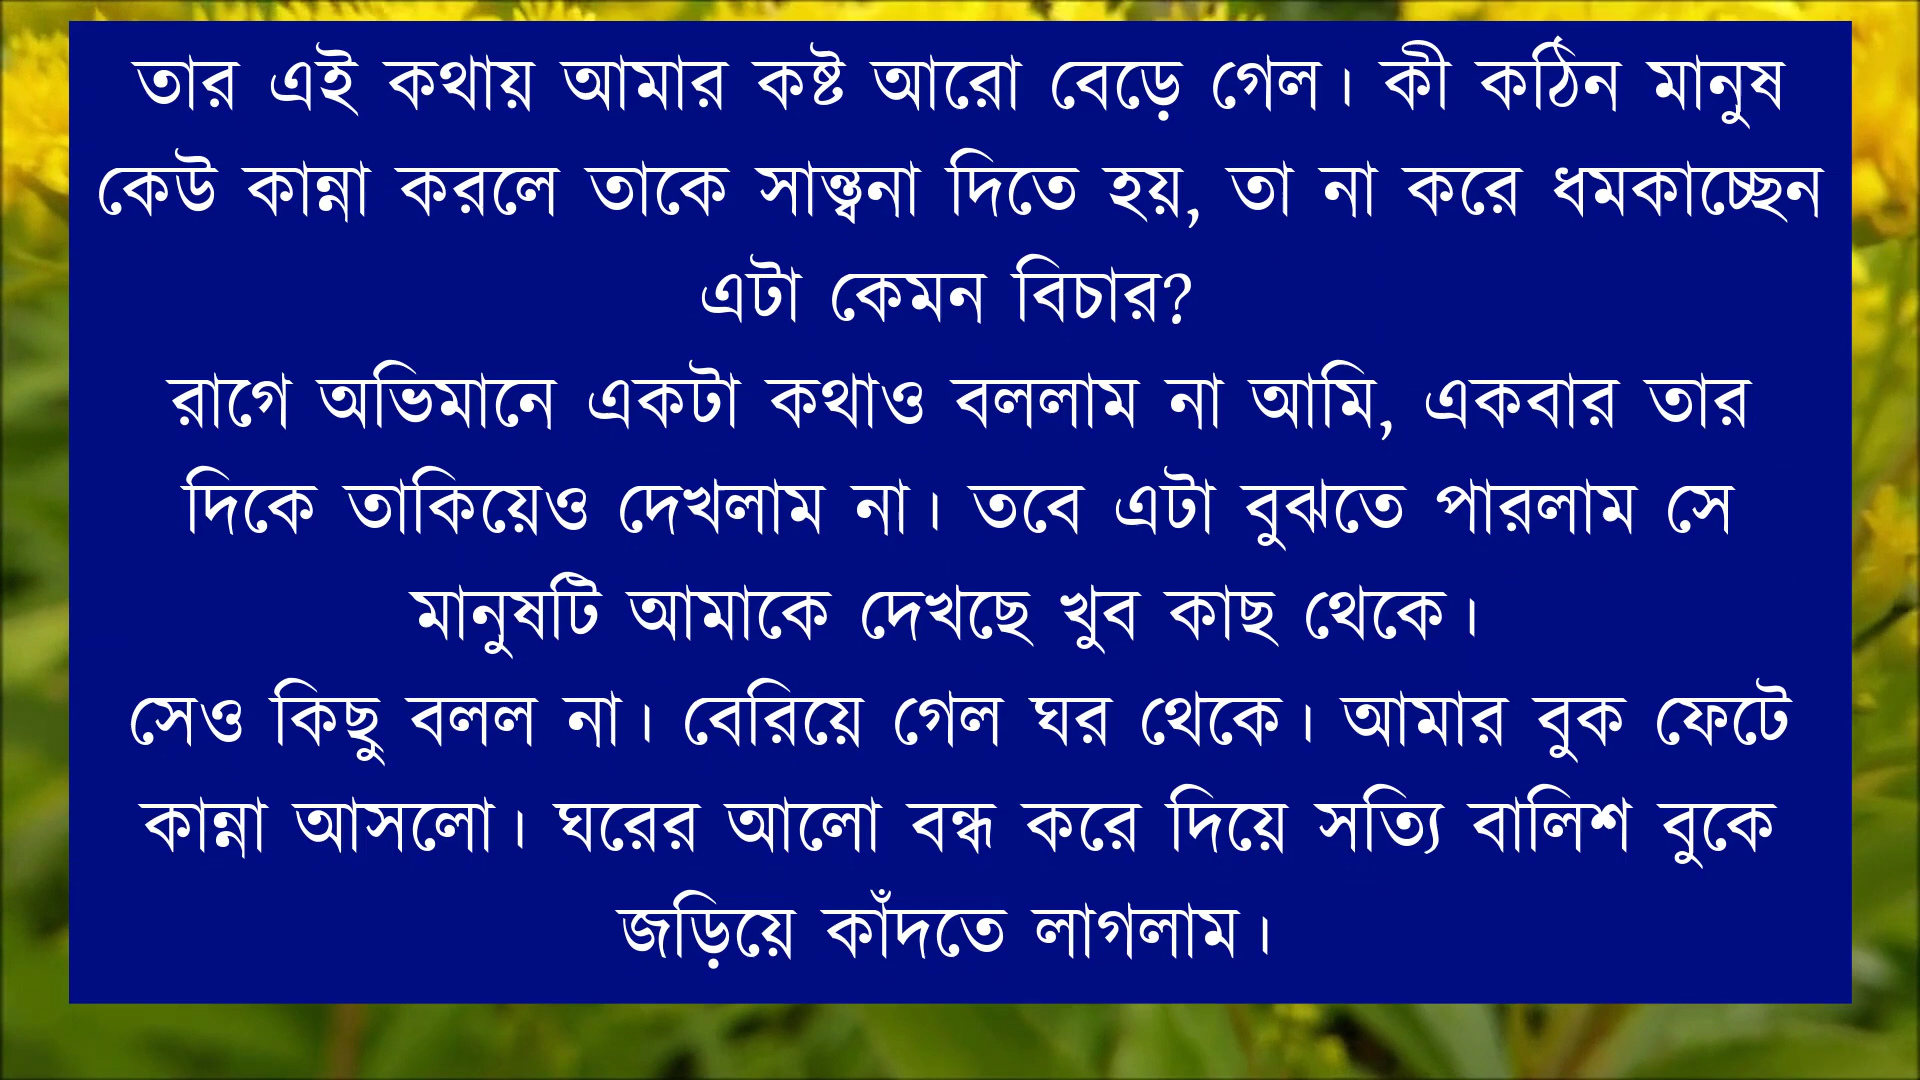 তার এই কথায় আমার কষ্ট আরো বেড়ে গেল। কী কঠিন মানুষ
কেউ কান্না করলে তাকে সান্ত্বনা দিতে হয়, তা না করে ধমকাচ্ছেন
এটা কেমন বিচার?
রাগে অভিমানে একটা কথাও বললাম না আমি, একবার তার
দিকে তাকিয়েও দেখলাম না। তবে এটা বুঝতে পারলাম সে
মানুষটি আমাকে দেখছে খুব কাছ থেকে।
সেও কিছু বলল না। বেরিয়ে গেল ঘর থেকে। আমার বুক ফেটে
কান্না আসলো। ঘরের আলো বন্ধ করে দিয়ে সত্যি বালিশ বুকে
জড়িয়ে কাঁদতে লাগলাম।